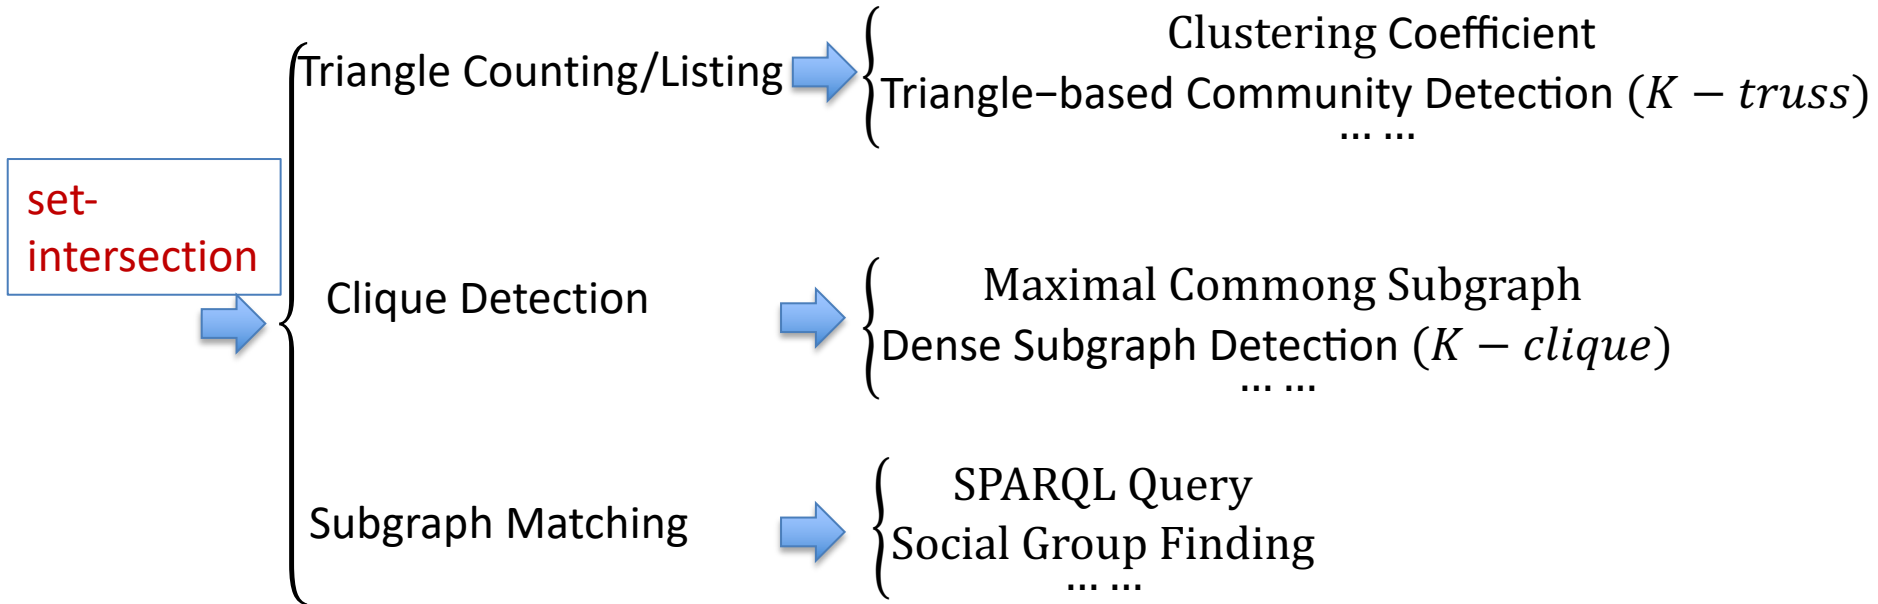 set-
intersection
Triangle Counting/Listing
Clustering Coefficient
Triangle−based Community Detection (K − truss)
... ...
Clique Detection
Maximal Commong Subgraph
Dense Subgraph Detection (K − clique)
... ...
Subgraph Matching
SPARQL Query
Social Group Finding
... ...